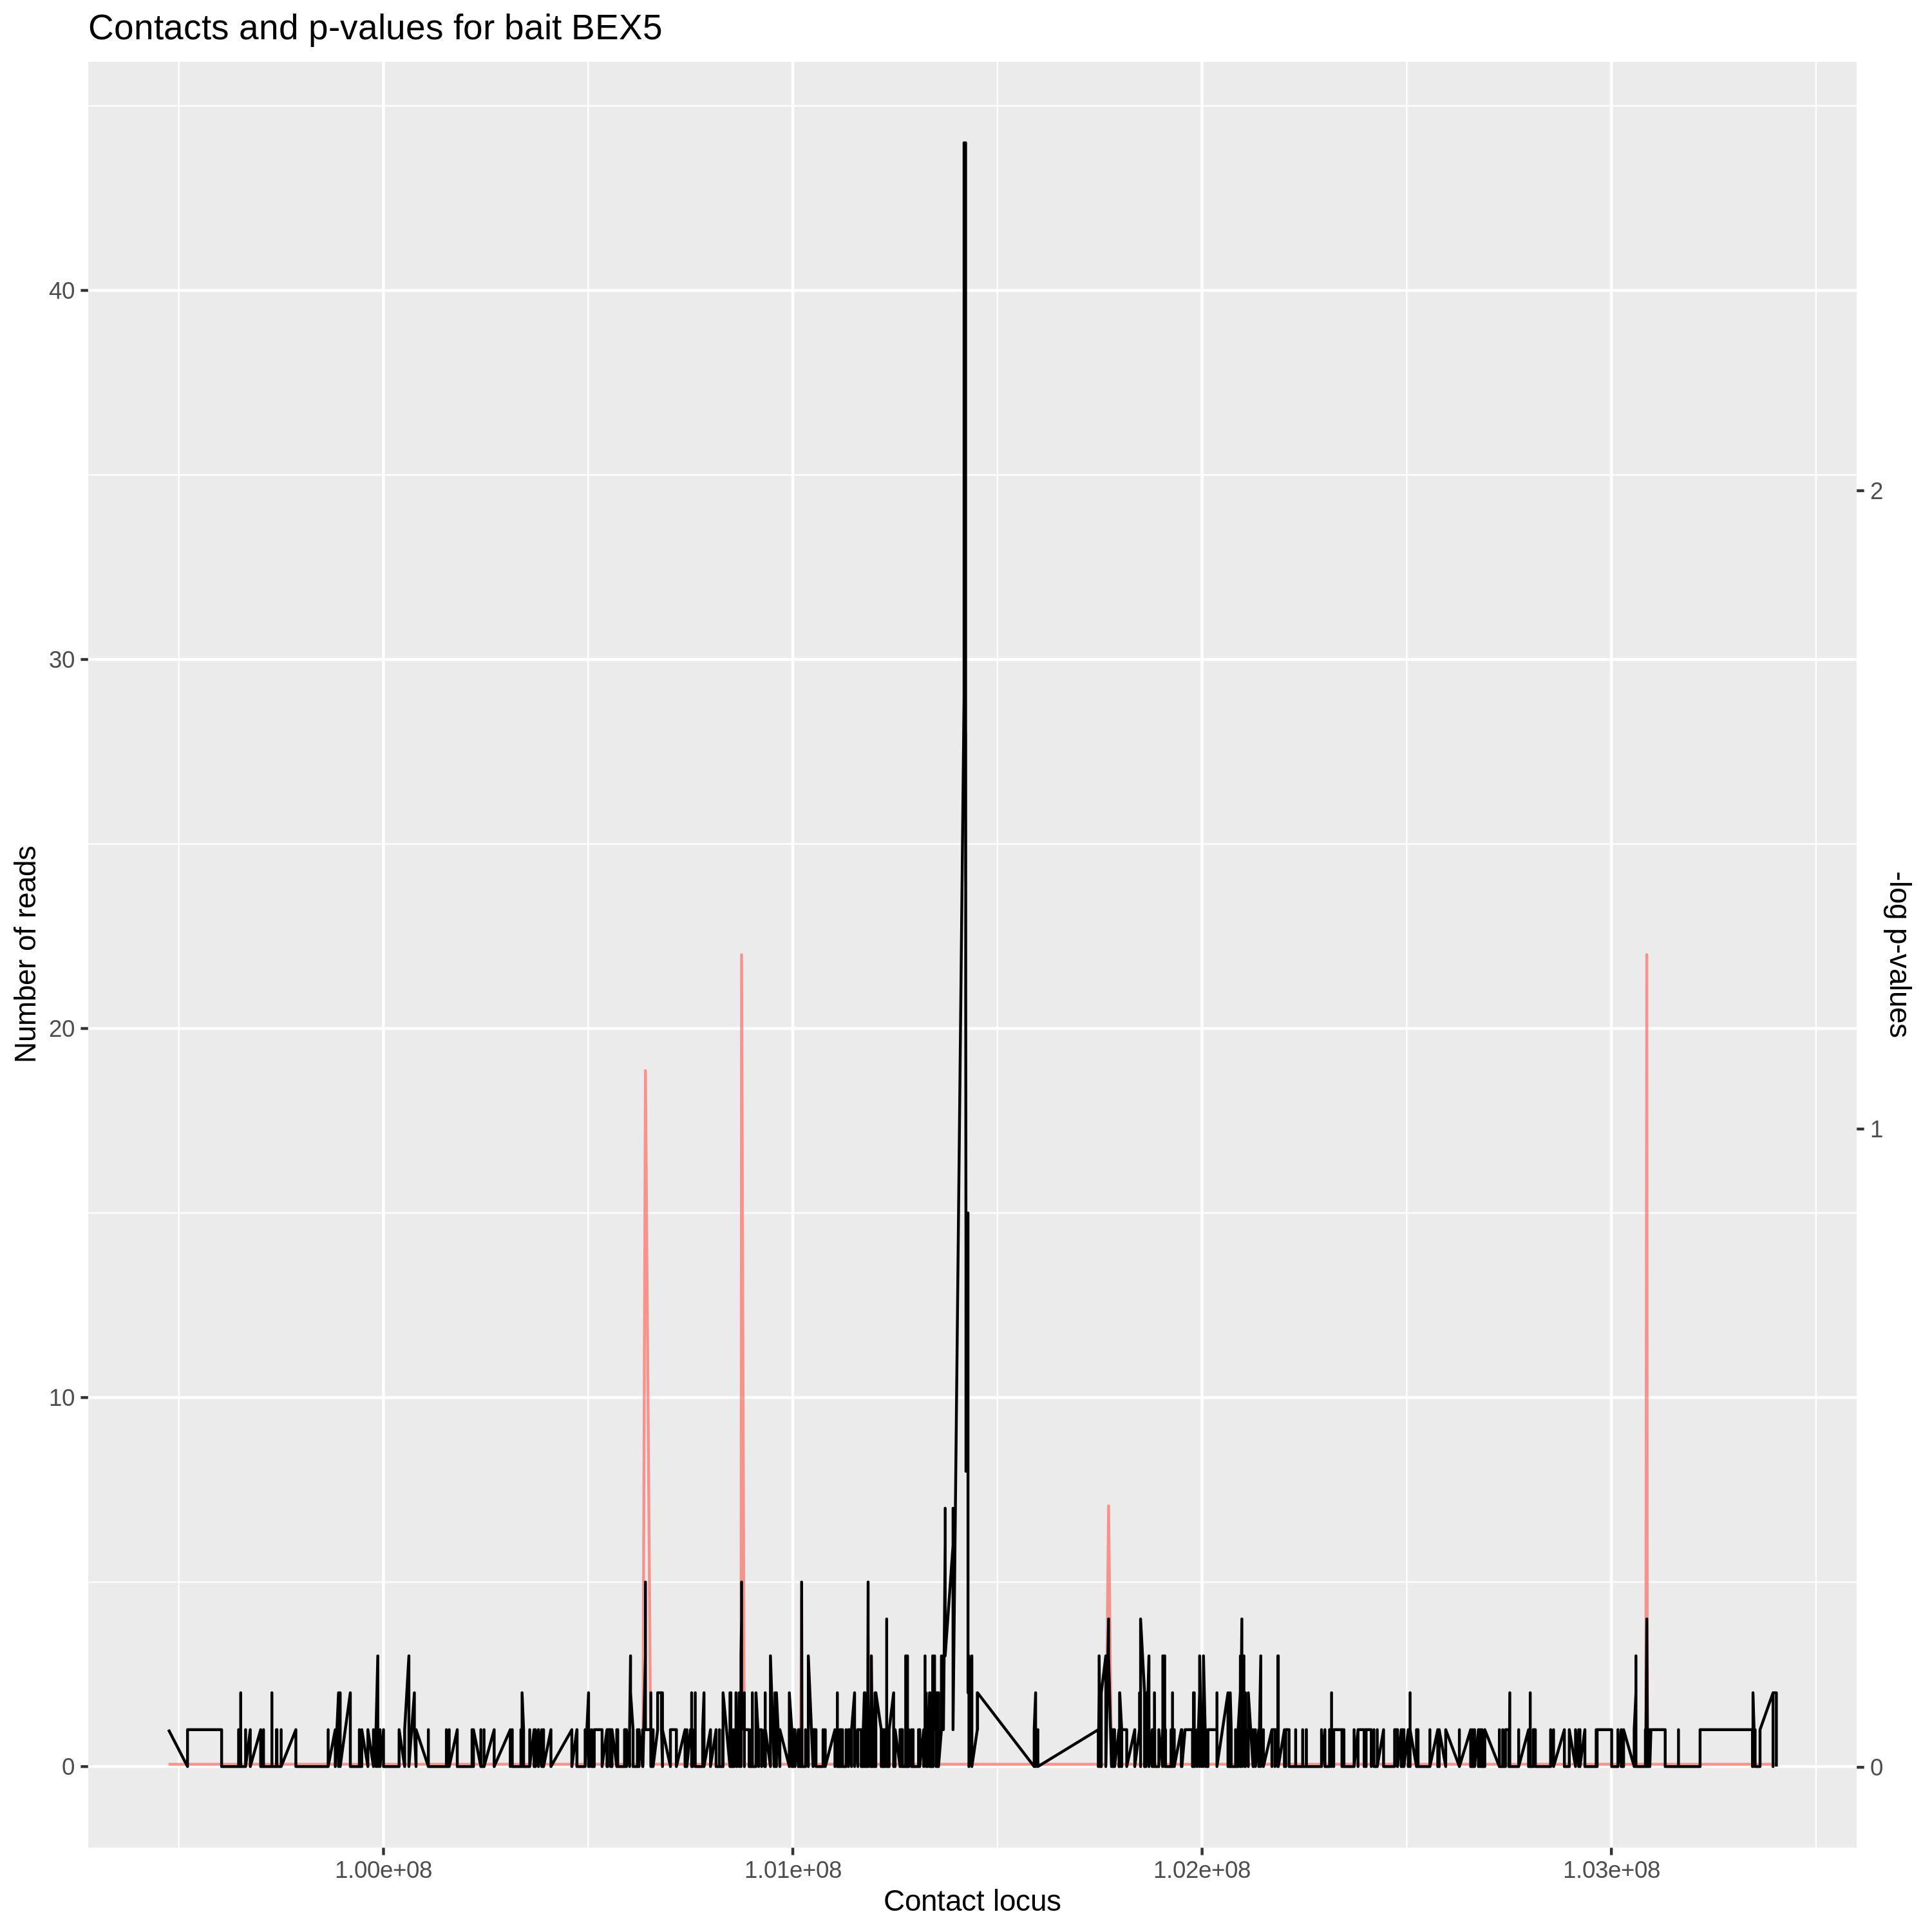 Contacts and p-values for bait BEX5
Number of reads
40
30
20
10
0
2
1
0
-log p-values
1.00e+08
1.01e+08
1.02e+08
1.03e+08
Contact locus